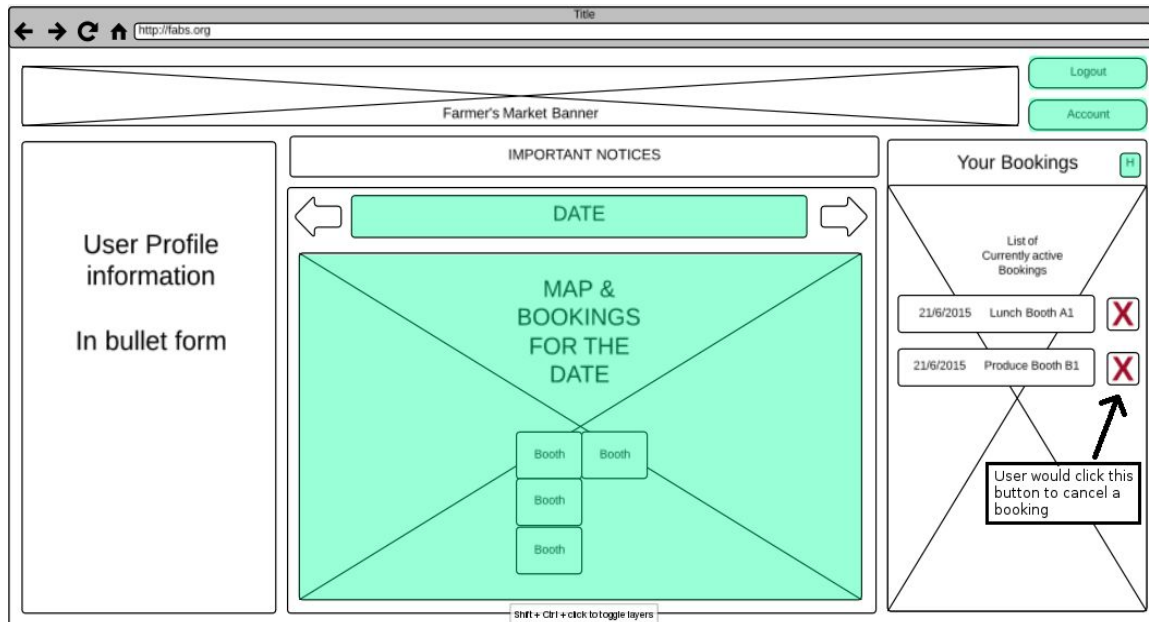 Title
http://fabs.org
Logout
Farmer's Market Banner
Account
IMPORTANT NOTICES
Your Bookings
H
DATE
User Profile
information
In bullet form
MAP &
BOOKINGS
FOR THE
DATE
Booth Booth
Booth
Booth
List of
Currently active
Bookings
21/6/2015 Lunch Booth A1
X
21/6/2015 Produce Booth B1
X
User would click this
button to cancel a
booking
Shift + Ctrl + click to toggle layers